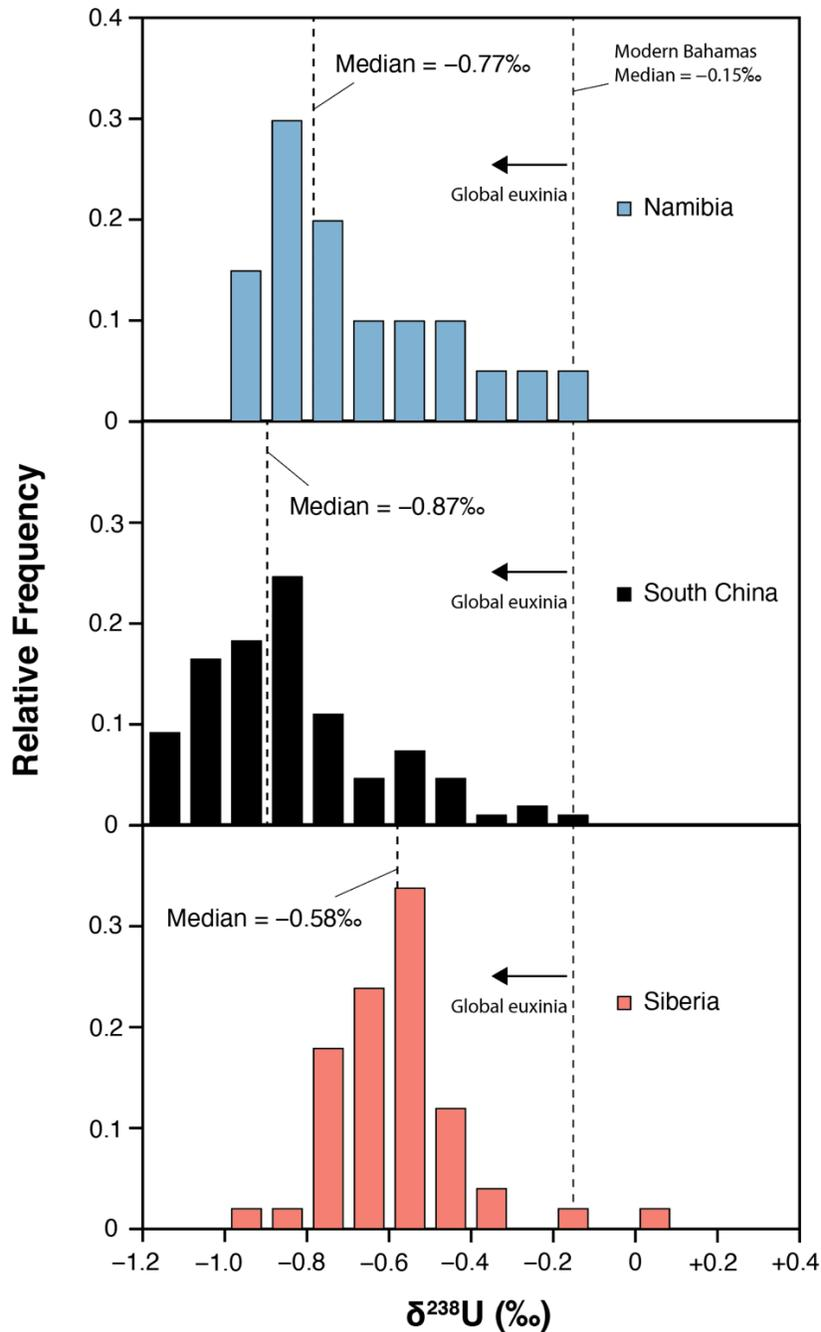 0.4
Median = −0.77‰
Modern Bahamas
Median = −0.15‰
0.3
Global euxinia
0.2
Namibia
0.1
0
Median = −0.87‰
0.3
Global euxinia
South China
0.2
0.1
0
Median = −0.58‰
0.3
Global euxinia
Siberia
0.2
0.1
0
Relative Frequency
−1.2 −1.0 −0.8 −0.6 −0.4 −0.2 0 +0.2 +0.4
δ²³⁸U (‰)